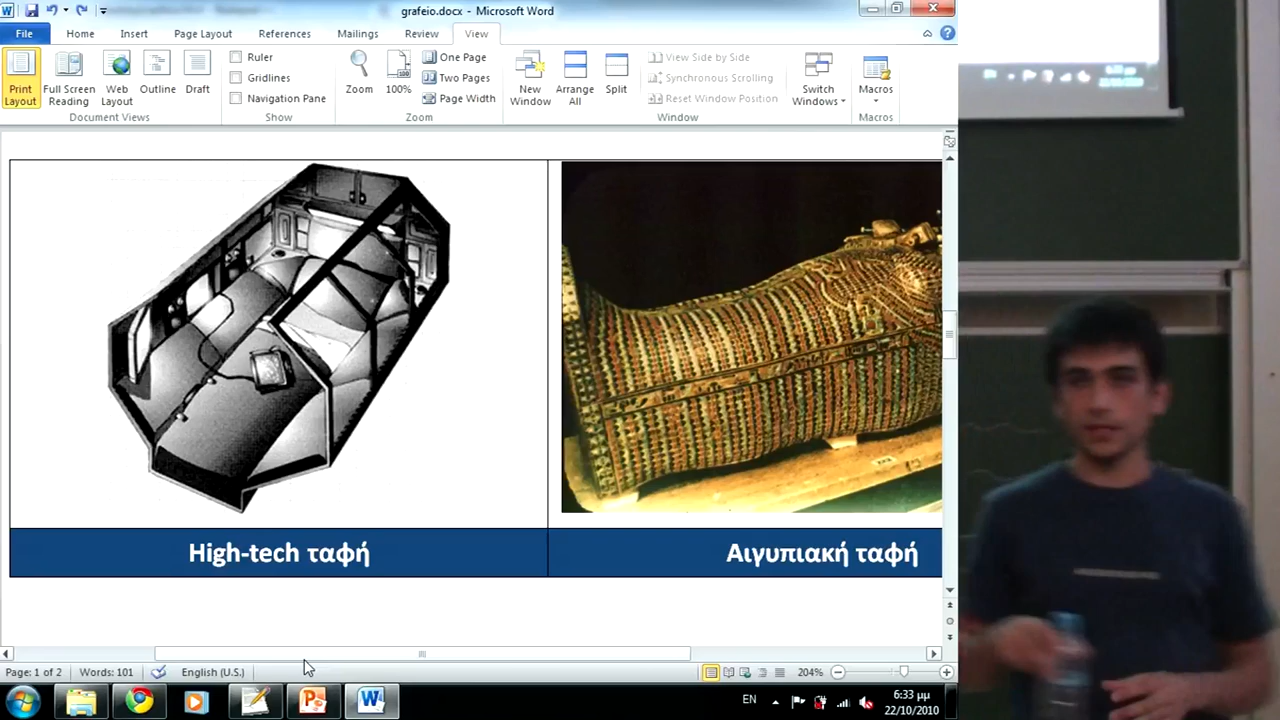 grafeio.docx - Microsoft Word
File Home Insert Page Layout References Mailings Review View
Print Layout
Full Screen Reading
Web Layout
Outline
Draft
Document Views
Ruler
Gridlines
Navigation Pane
Show
Zoom
100%
One Page
Two Pages
Page Width
Zoom
New Window
Arrange All
Split
View Side by Side
Synchronous Scrolling
Reset Window Position
Switch Windows
Window
Macros
Macros
High-tech ταφή
Αιγυπιακή ταφή
Page: 1 of 2 Words: 101 English (U.S.) 204%
EN 6:33 μμ
22/10/2010